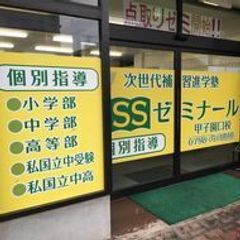 点取りゼミ開講!!
個別指導
●小学部
●中学部
●高等部
●私国立中受験
●私国立中高
次世代補習進学塾
SSゼミナール
甲子園口校
個別指導